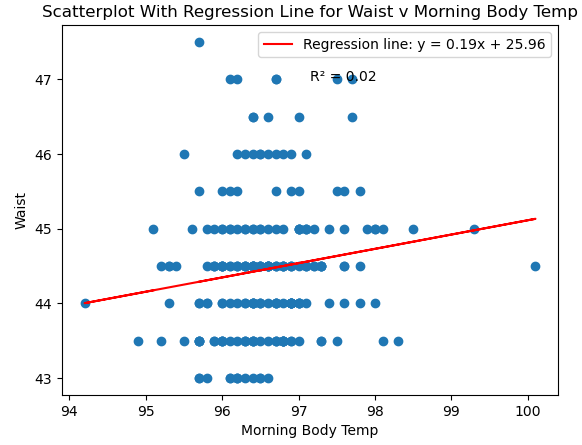 Scatterplot With Regression Line for Waist v Morning Body Temp
Regression line: y = 0.19x + 25.96
R² = 0.02
47
46
45
44
43
Waist
94 95 96 97 98 99 100
Morning Body Temp